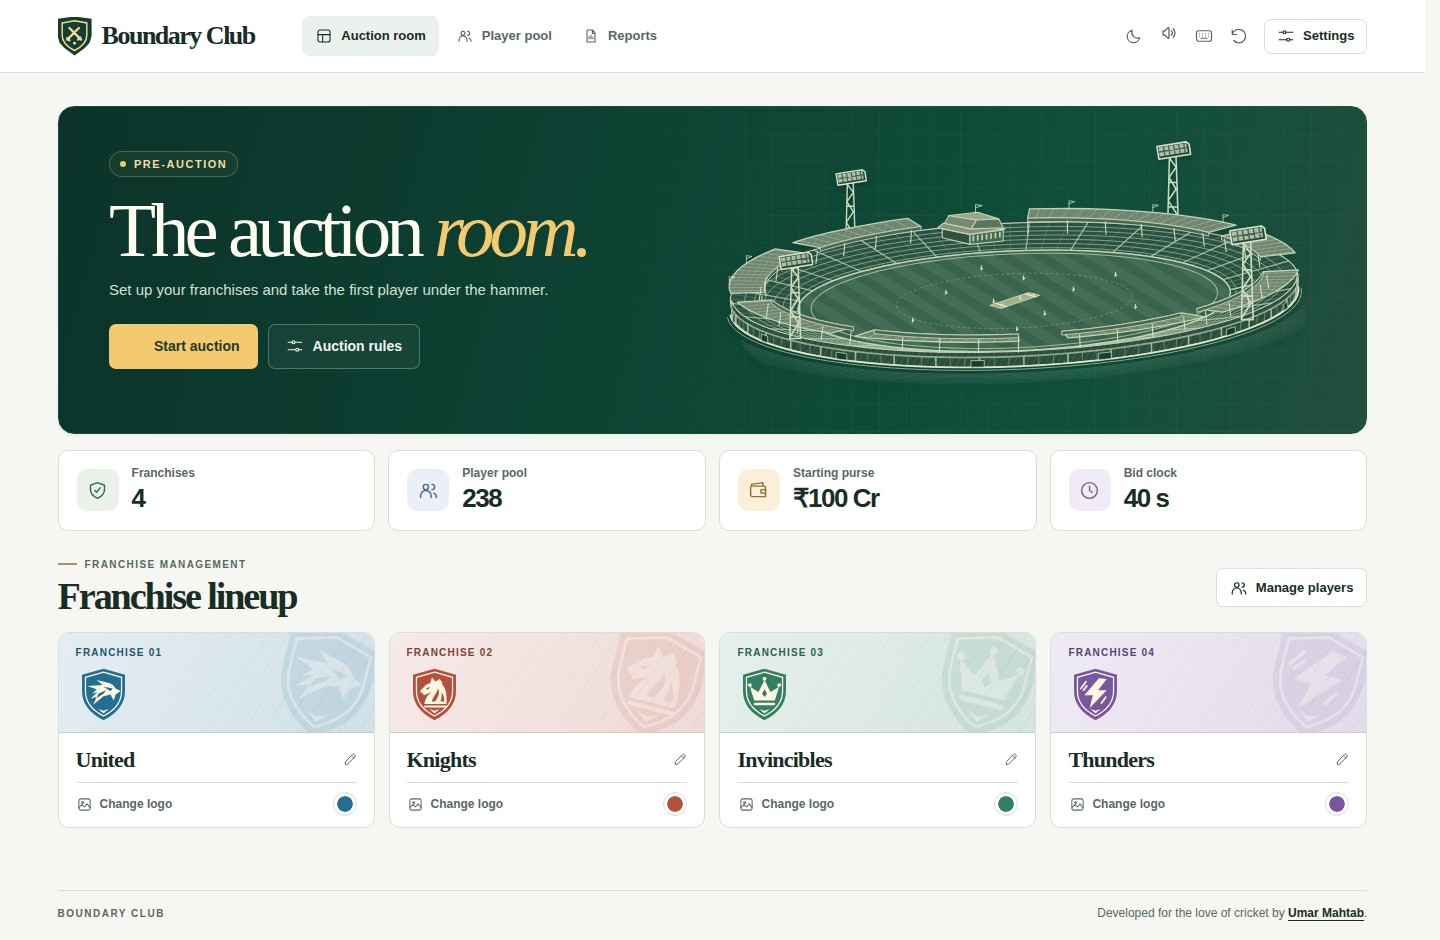 Boundary Club
Auction room
Player pool
Reports
Settings
PRE-AUCTION
The auction room.
Set up your franchises and take the first player under the hammer.
Start auction
Auction rules
Franchises
4
Player pool
238
Starting purse
₹100 Cr
Bid clock
40 s
FRANCHISE MANAGEMENT
Franchise lineup
Manage players
FRANCHISE 01
United
Change logo
FRANCHISE 02
Knights
Change logo
FRANCHISE 03
Invincibles
Change logo
FRANCHISE 04
Thunders
Change logo
BOUNDARY CLUB
Developed for the love of cricket by Umar Mahtab.